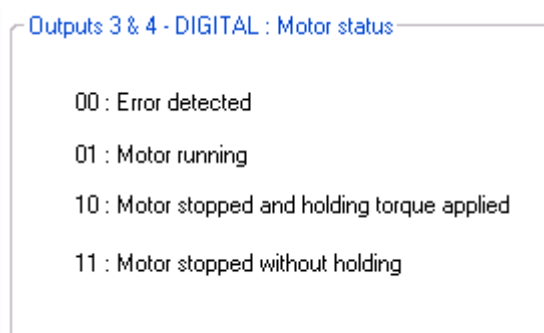 Outputs 3 & 4 - DIGITAL : Motor status
00 : Error detected
01 : Motor running
10 : Motor stopped and holding torque applied
11 : Motor stopped without holding